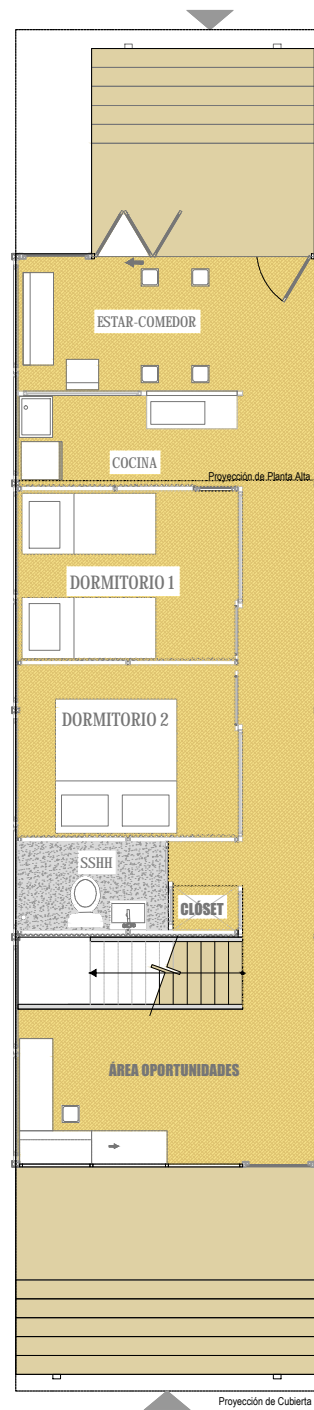 ESTAR-COMEDOR
COCINA
Proyección de Planta Alta
DORMITORIO 1
DORMITORIO 2
SSHH
CLÓSET
ÁREA OPORTUNIDADES
Proyección de Cubierta